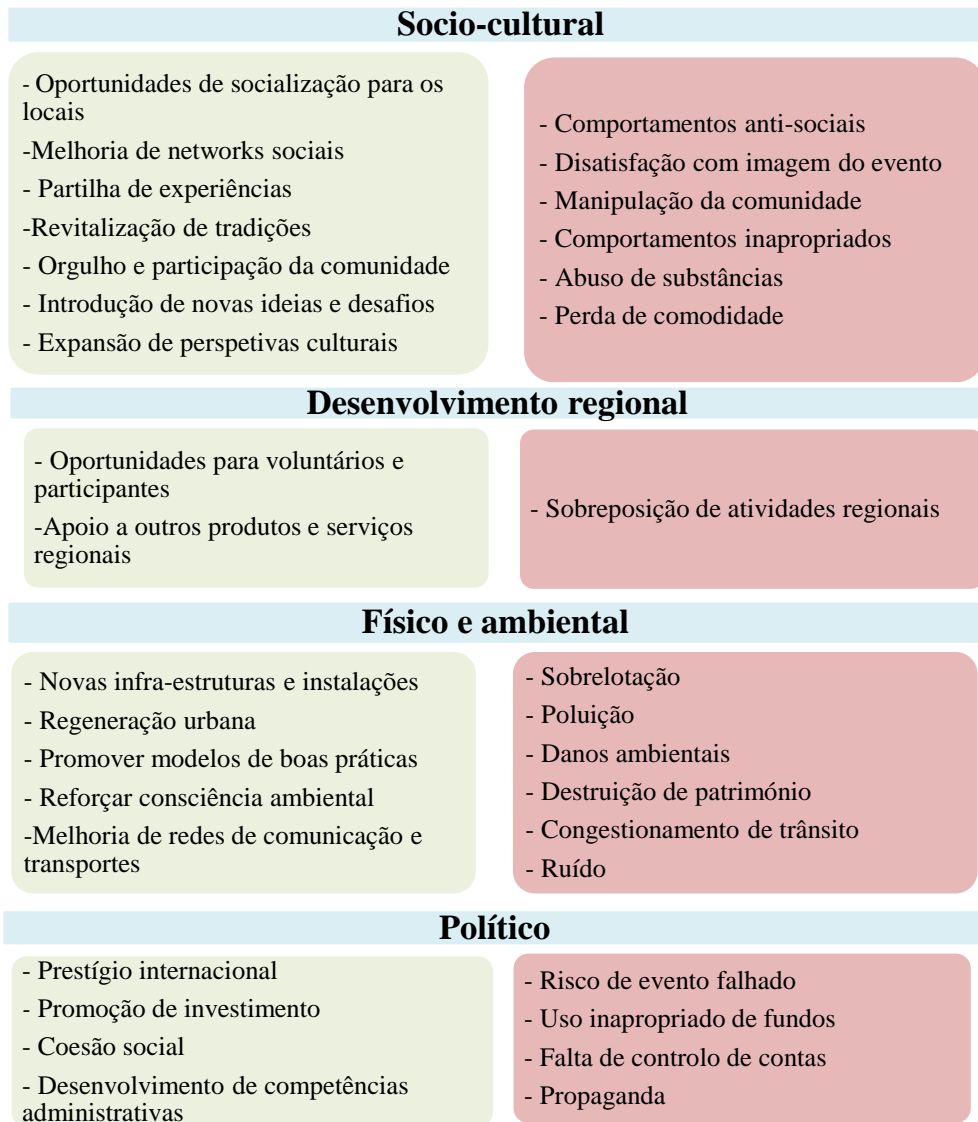 Socio-cultural
- Oportunidades de socialização para os
locais
-Melhoria de networks sociais
- Partilha de experiências
-Revitalização de tradições
- Orgulho e participação da comunidade
- Introdução de novas ideias e desafios
- Expansão de perspetivas culturais
- Comportamentos anti-sociais
- Disatisfação com imagem do evento
- Manipulação da comunidade
- Comportamentos inapropriados
- Abuso de substâncias
- Perda de comodidade
Desenvolvimento regional
- Oportunidades para voluntários e
participantes
-Apoio a outros produtos e serviços
regionais
- Sobreposição de atividades regionais
Físico e ambiental
- Novas infra-estruturas e instalações
- Regeneração urbana
- Promover modelos de boas práticas
- Reforçar consciência ambiental
-Melhoria de redes de comunicação e
transportes
- Sobrelotação
- Poluição
- Danos ambientais
- Destruição de património
- Congestionamento de trânsito
- Ruído
Político
- Prestígio internacional
- Promoção de investimento
- Coesão social
- Desenvolvimento de competências
administrativas
- Risco de evento falhado
- Uso inapropriado de fundos
- Falta de controlo de contas
- Propaganda